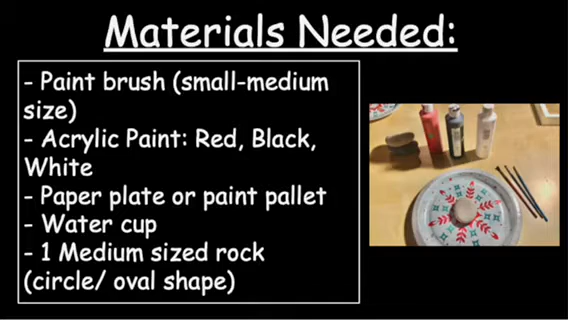 Materials Needed:
- Paint brush (small-medium
size)
- Acrylic Paint: Red, Black,
White
- Paper plate or paint pallet
- Water cup
- 1 Medium sized rock
(circle/ oval shape)